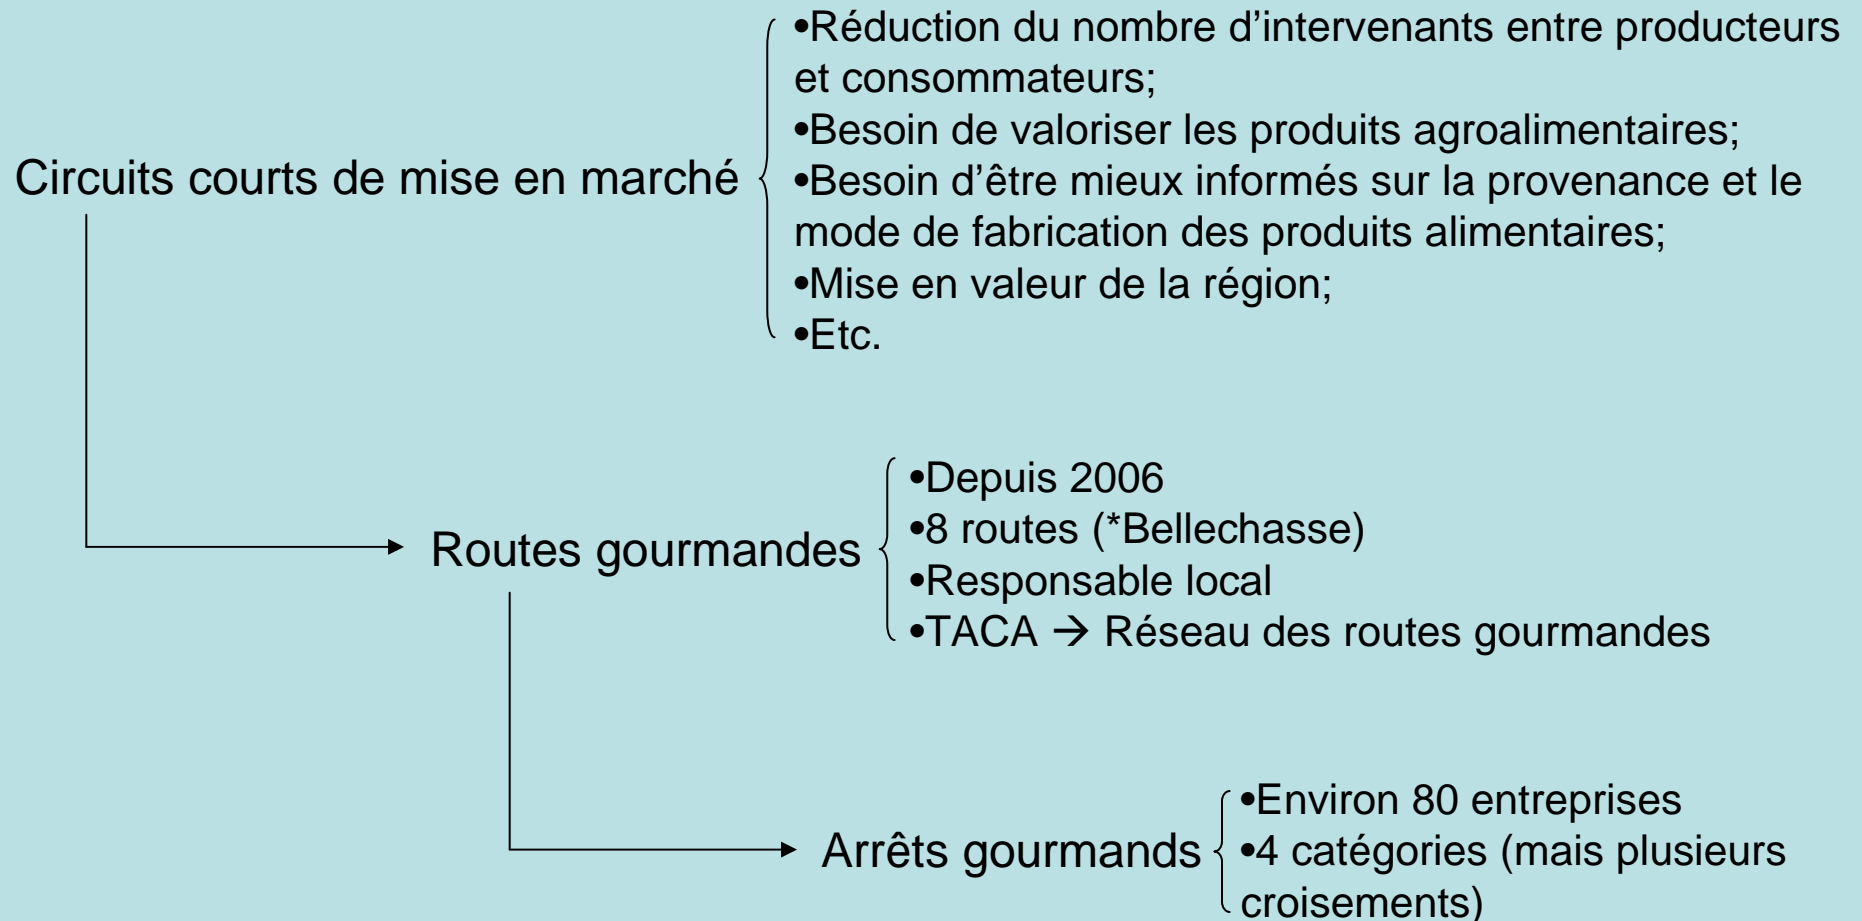 •Réduction du nombre d’intervenants entre producteurs
et consommateurs;
•Besoin de valoriser les produits agroalimentaires;
Circuits courts de mise en marché
•Besoin d’être mieux informés sur la provenance et le
mode de fabrication des produits alimentaires;
•Mise en valeur de la région;
•Etc.
Routes gourmandes
•Depuis 2006
•8 routes (*Bellechasse)
•Responsable local
•TACA → Réseau des routes gourmandes
Arrêts gourmands
•Environ 80 entreprises
•4 catégories (mais plusieurs
croisements)